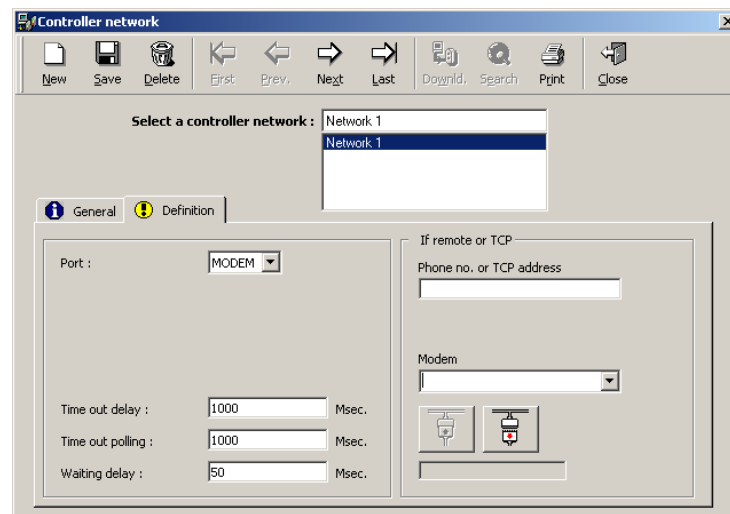 Controller network
New Save Delete First Prev. Next Last Downld. Search Print Close
Select a controller network : Network 1
Network 1
General Definition
If remote or TCP
Port : MODEM
Phone no. or TCP address
Modem
Time out delay : 1000 Msec.
Time out polling : 1000 Msec.
Waiting delay : 50 Msec.